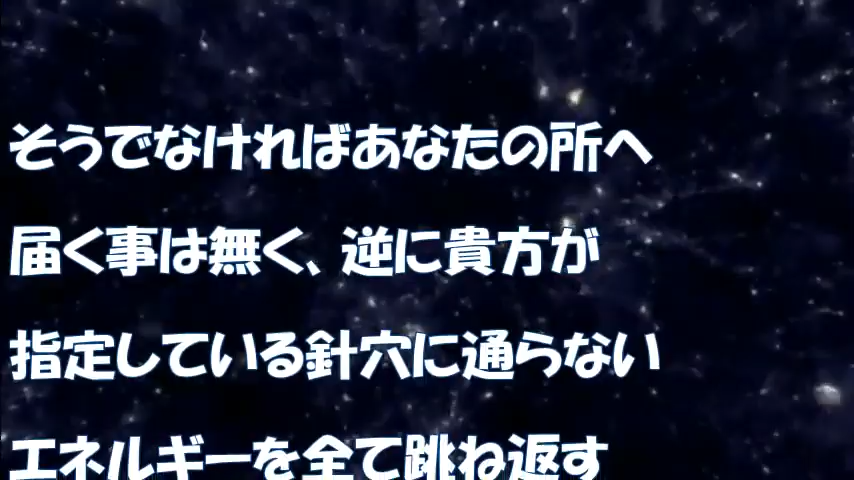 そうでなければあなたの所へ
届く事は無く、逆に貴方が
指定している針穴に通らない
エネルギーを全て跳ね返す